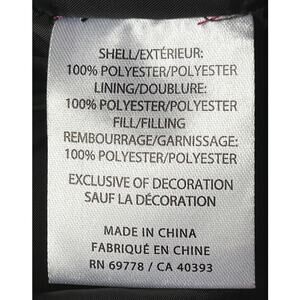 SHELL/EXTÉRIEUR:
100% POLYESTER/POLYESTER
LINING/DOUBLURE:
100% POLYESTER/POLYESTER
FILL/FILLING
REMBOURRAGE/GARNISSAGE:
100% POLYESTER/POLYESTER
EXCLUSIVE OF DECORATION
SAUF LA DÉCORATION
MADE IN CHINA
FABRIQUÉ EN CHINE
RN 69778 / CA 40393